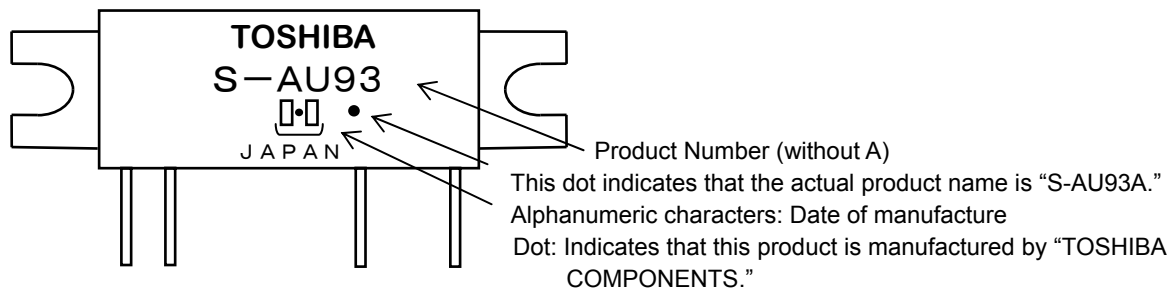 TOSHIBA
S－AU93
JAPAN
Product Number (without A)
This dot indicates that the actual product name is “S-AU93A.”
Alphanumeric characters: Date of manufacture
Dot: Indicates that this product is manufactured by “TOSHIBA
COMPONENTS.”